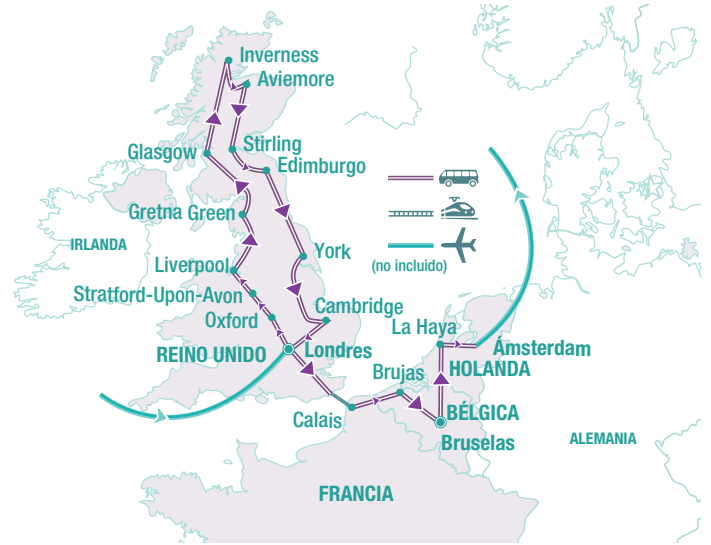 Inverness
Aviemore
Stirling
Glasgow
Edimburgo
Gretna Green
(no incluido)
IRLANDA
York
Liverpool
Stratford-Upon-Avon
Cambridge
Oxford
La Haya
REINO UNIDO
Londres
Ámsterdam
HOLANDA
Brujas
Calais
BÉLGICA
Bruselas
ALEMANIA
FRANCIA